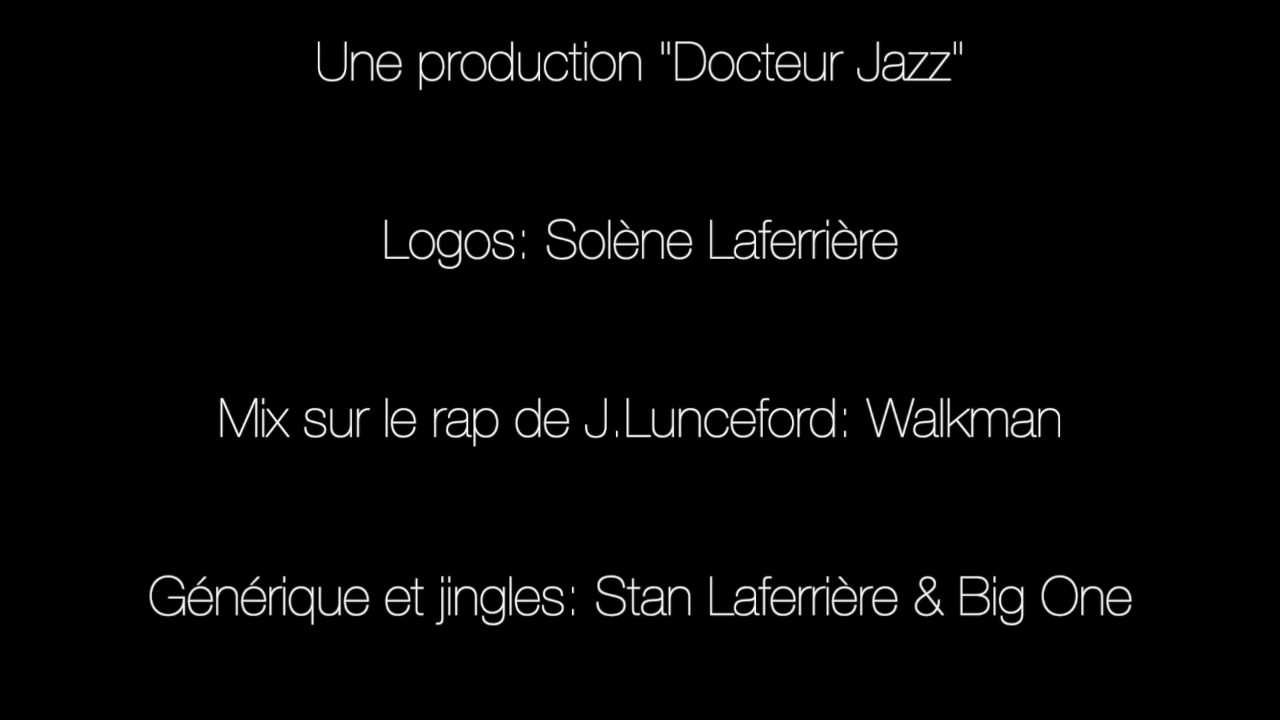 Une production "Docteur Jazz"
Logos: Solène Laferrière
Mix sur le rap de J.Lunceford: Walkman
Générique et jingles: Stan Laferrière & Big One